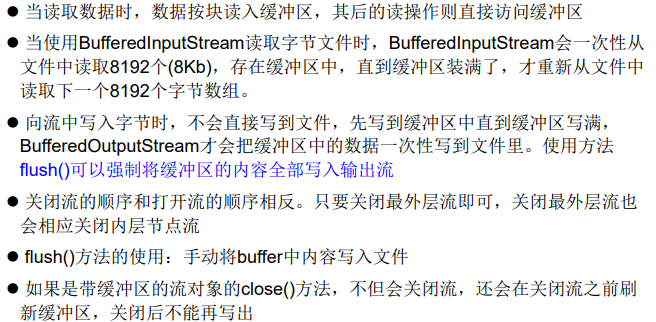 ● 当读取数据时，数据按块读入缓冲区，其后的读操作则直接访问缓冲区
● 当使用BufferedInputStream读取字节文件时，BufferedInputStream会一次性从
文件中读取8192个(8Kb)，存在缓冲区中，直到缓冲区装满了，才重新从文件中
读取下一个8192个字节数组。
● 向流中写入字节时，不会直接写到文件，先写到缓冲区中直到缓冲区写满，
BufferedOutputStream才会把缓冲区中的数据一次性写到文件里。使用方法
flush()可以强制将缓冲区的内容全部写入输出流
● 关闭流的顺序和打开流的顺序相反。只要关闭最外层流即可，关闭最外层流也
会相应关闭内层节点流
● flush()方法的使用：手动将buffer中内容写入文件
● 如果是带缓冲区的流对象的close()方法，不但会关闭流，还会在关闭流之前刷
新缓冲区，关闭后不能再写出